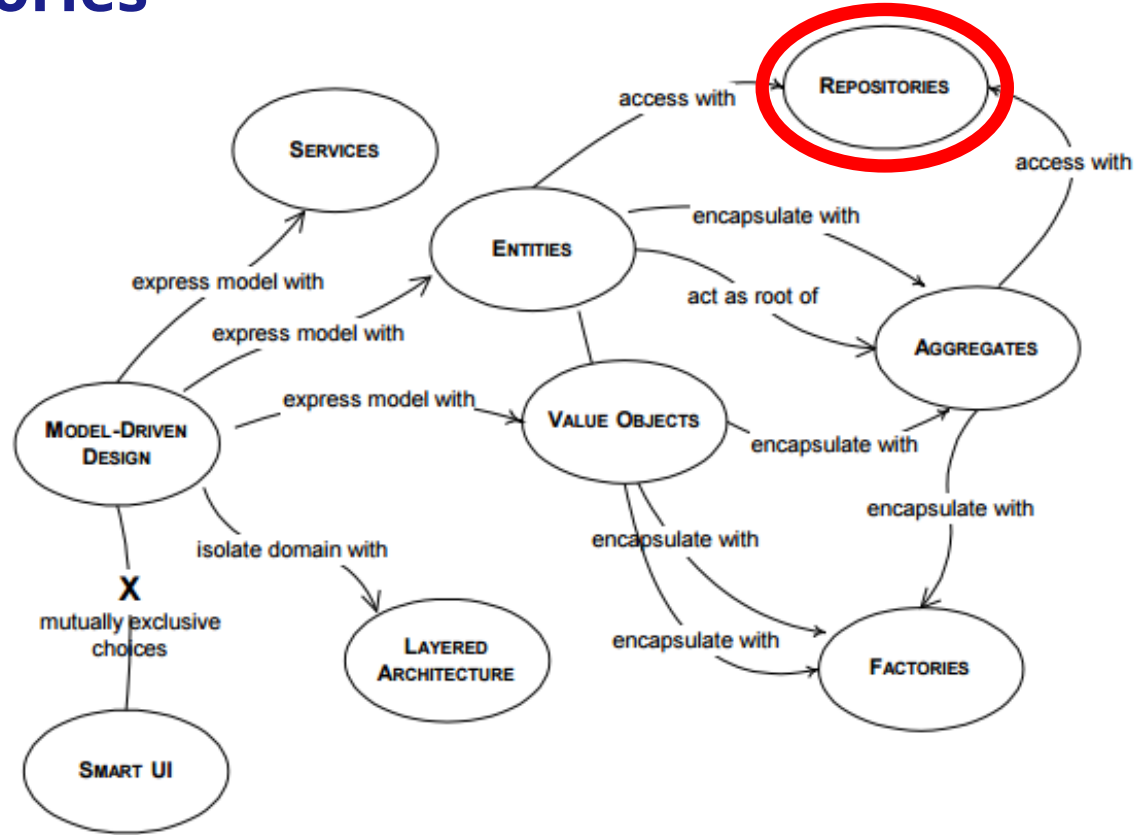 ories
REPOSITORIES
access with
SERVICES
access with
encapsulate with
ENTITIES
express model with
act as root of
express model with
AGGREGATES
express model with
VALUE OBJECTS
MODEL-DRIVEN
DESIGN
encapsulate with
encapsulate with
encapsulate with
isolate domain with
X
mutually exclusive
choices
encapsulate with
LAYERED
ARCHITECTURE
FACTORIES
SMART UI